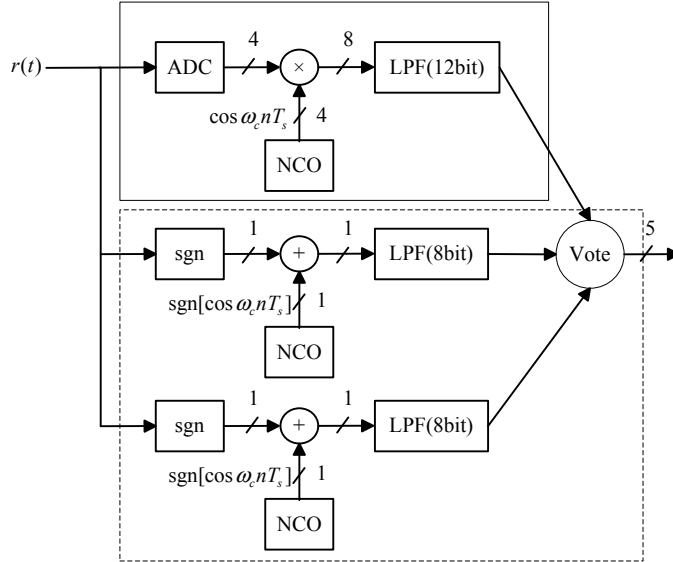 r(t)
ADC
4
×
8
LPF(12bit)
cos ω_c nT_s
4
NCO
sgn
1
+
1
LPF(8bit)
Vote
5
sgn[cos ω_c nT_s]
1
NCO
sgn
1
+
1
LPF(8bit)
sgn[cos ω_c nT_s]
1
NCO